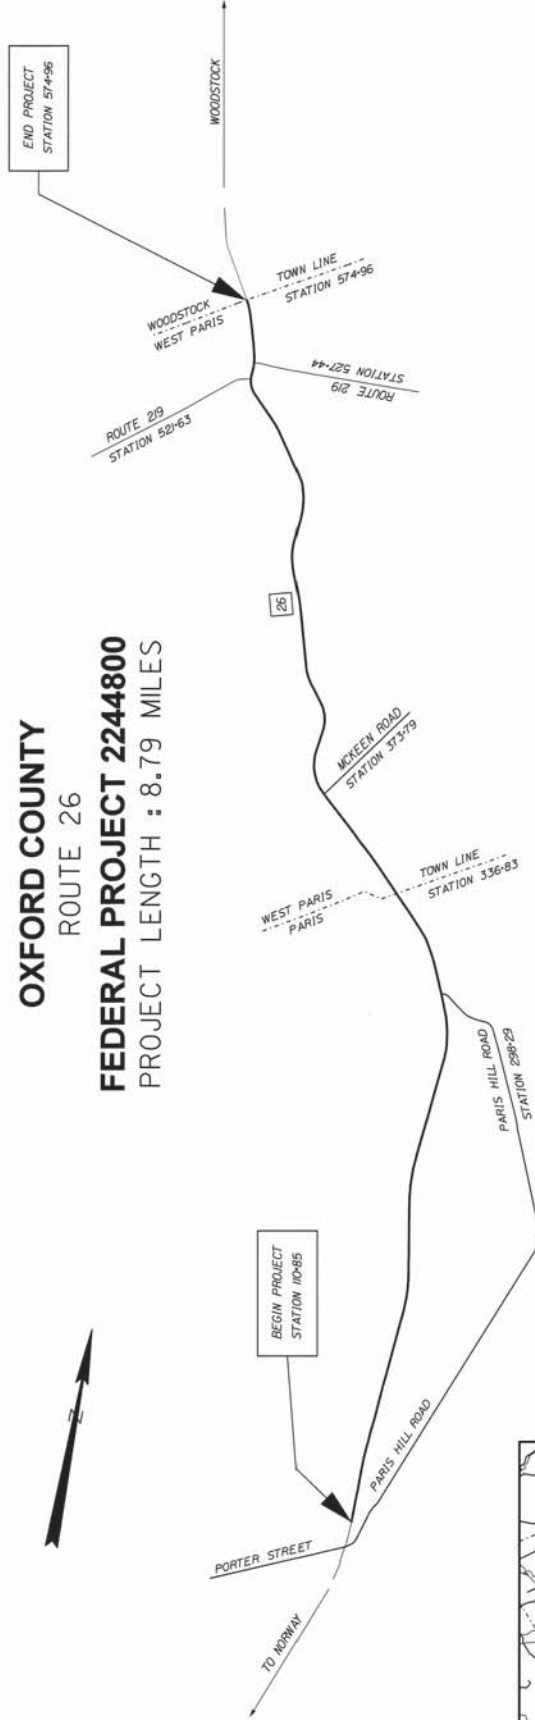 OXFORD COUNTY
ROUTE 26
FEDERAL PROJECT 2244800
PROJECT LENGTH : 8.79 MILES
N
TO NORWAY
PORTER STREET
BEGIN PROJECT
STATION 110+85
PARIS HILL ROAD
PARIS HILL ROAD
STATION 298+29
WEST PARIS
PARIS
TOWN LINE
STATION 336+83
MCKEEN ROAD
STATION 373+79
26
ROUTE 219
STATION 521+63
ROUTE 219
STATION 527+44
WOODSTOCK
WEST PARIS
TOWN LINE
STATION 574+96
END PROJECT
STATION 574+96
WOODSTOCK